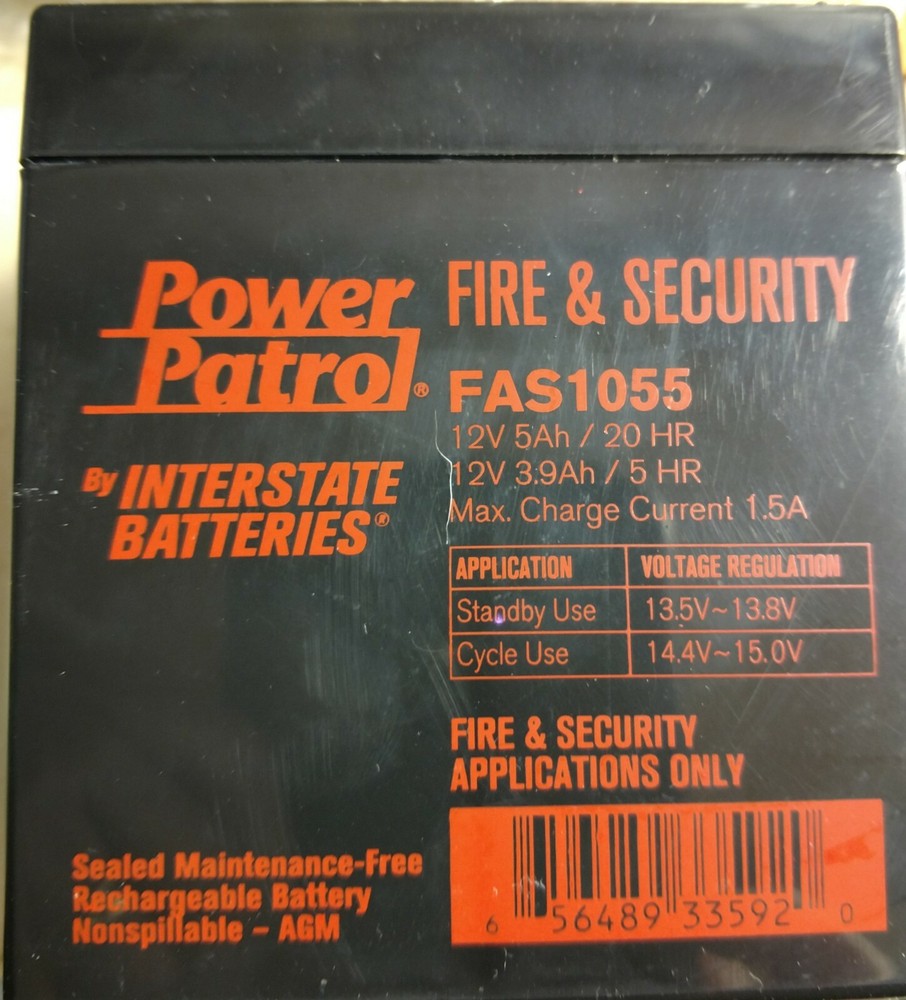 Power
Patrol®
By INTERSTATE
BATTERIES®
FIRE & SECURITY
FAS1055
12V 5Ah / 20 HR
12V 3.9Ah / 5 HR
Max. Charge Current 1.5A
APPLICATION VOLTAGE REGULATION
Standby Use 13.5V~13.8V
Cycle Use 14.4V~15.0V
FIRE & SECURITY
APPLICATIONS ONLY
Sealed Maintenance-Free
Rechargeable Battery
Nonspillable - AGM
6 56489 33592 0